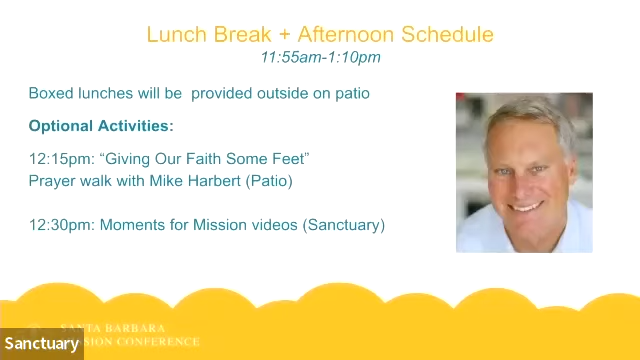 Lunch Break + Afternoon Schedule
11:55am-1:10pm
Boxed lunches will be provided outside on patio
Optional Activities:
12:15pm: “Giving Our Faith Some Feet”
Prayer walk with Mike Harbert (Patio)
12:30pm: Moments for Mission videos (Sanctuary)
SANTA BARBARA
CONFERENCE
Sanctuary